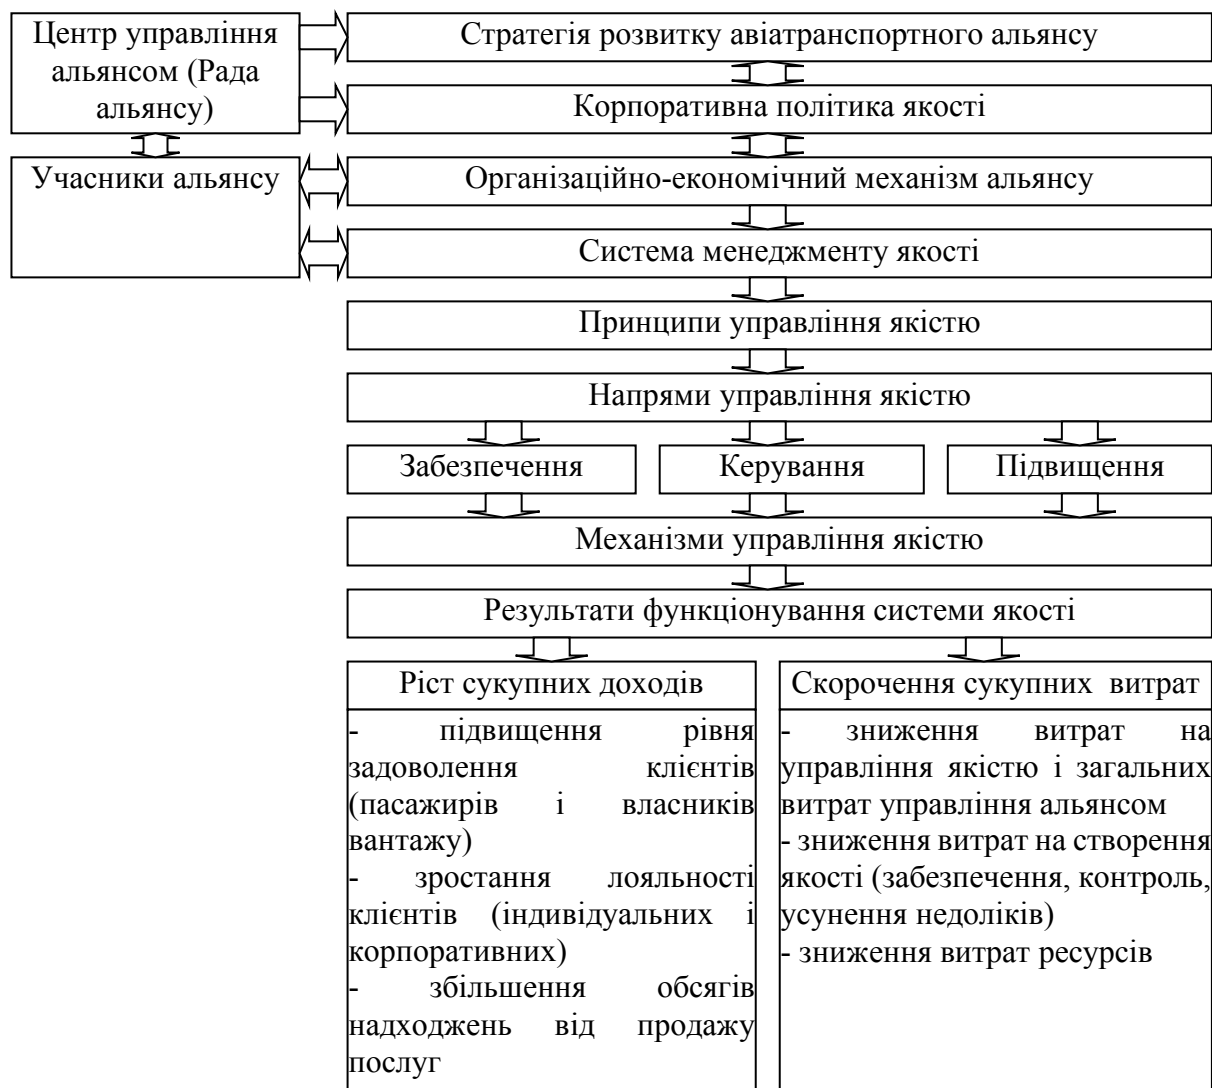 Центр управління
альянсом (Рада
альянсу)
Учасники альянсу
Стратегія розвитку авіатранспортного альянсу
Корпоративна політика якості
Організаційно-економічний механізм альянсу
Система менеджменту якості
Принципи управління якістю
Напрями управління якістю
Забезпечення
Керування
Підвищення
Механізми управління якістю
Результати функціонування системи якості
Ріст сукупних доходів
- підвищення рівня
задоволення клієнтів
(пасажирів і власників
вантажу)
- зростання лояльності
клієнтів (індивідуальних і
корпоративних)
- збільшення обсягів
надходжень від продажу
послуг
Скорочення сукупних витрат
- зниження витрат на
управління якістю і загальних
витрат управління альянсом
- зниження витрат на створення
якості (забезпечення, контроль,
усунення недоліків)
- зниження витрат ресурсів